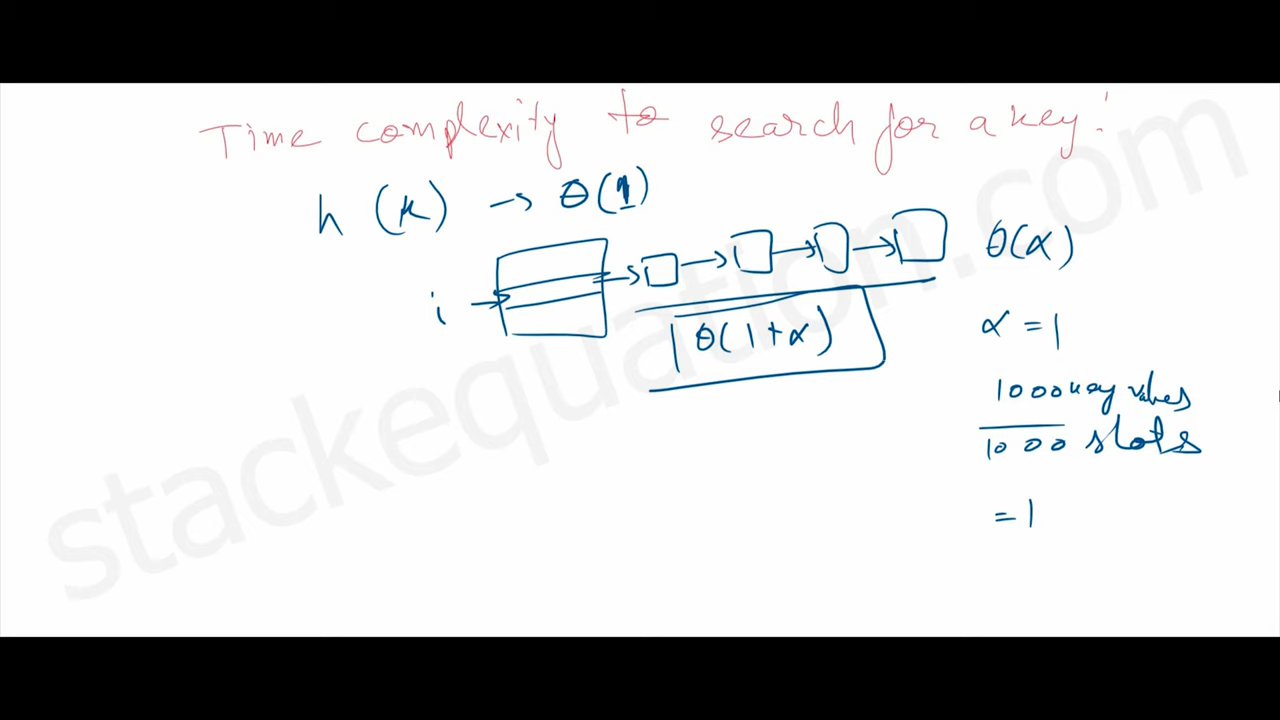 Time complexity to search for a key:
h (k) → θ(1)
i →
θ(α)
θ(1+α)
α = 1
1000 key values
1000 slots
= 1
stackequation.com